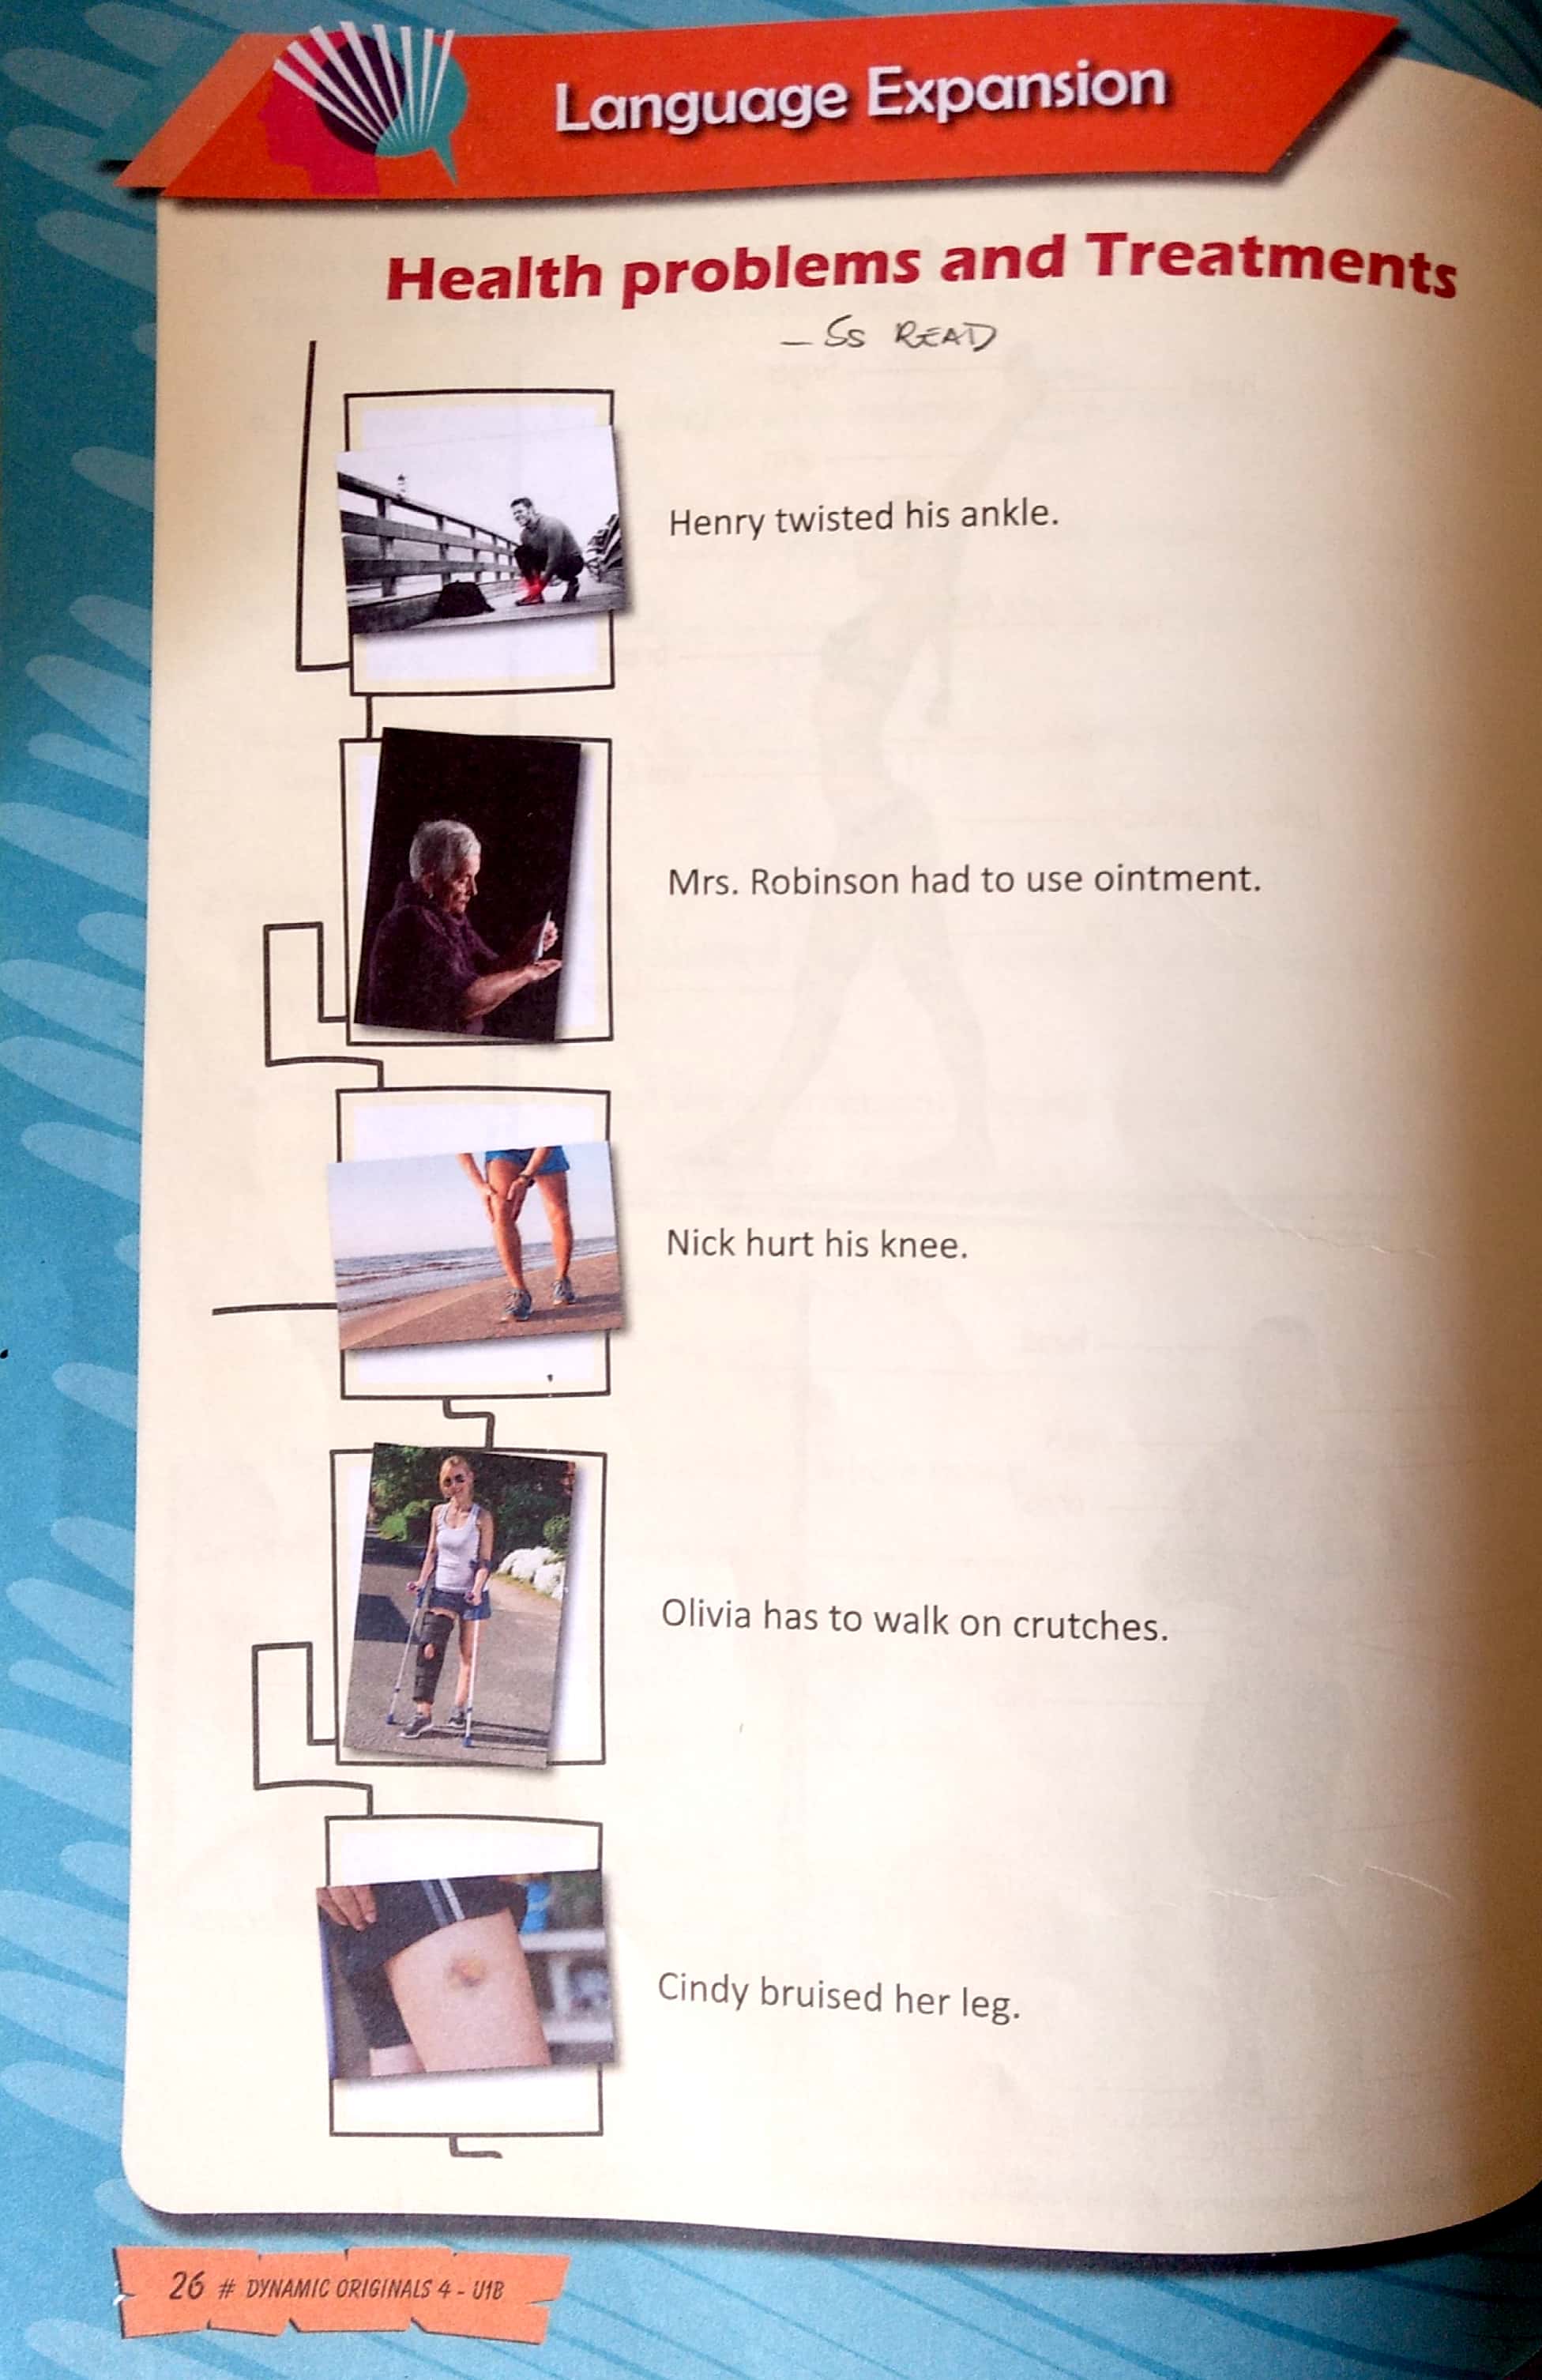 Language Expansion
Health problems and Treatments
– Ss READ
Henry twisted his ankle.
Mrs. Robinson had to use ointment.
Nick hurt his knee.
Olivia has to walk on crutches.
Cindy bruised her leg.
26 # DYNAMIC ORIGINALS 4 - U1B